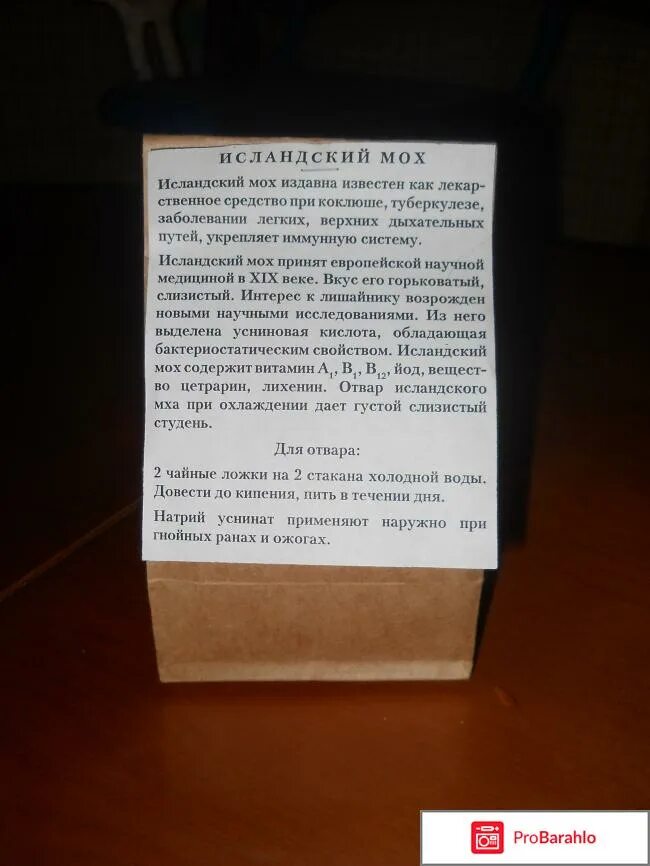 ИСЛАНДСКИЙ МОХ
Исландский мох издавна известен как лекар-
ственное средство при коклюше, туберкулезе,
заболевании легких, верхних дыхательных
путей, укрепляет иммунную систему.
Исландский мох принят европейской научной
медициной в XIX веке. Вкус его горьковатый,
слизистый. Интерес к лишайнику возрожден
новыми научными исследованиями. Из него
выделена усниновая кислота, обладающая
бактериостатическим свойством. Исландский
мох содержит витамин A₁, B₁, B₁₂, йод, вещест-
во цетрарин, лихенин. Отвар исландского
мха при охлаждении дает густой слизистый
студень.
Для отвара:
2 чайные ложки на 2 стакана холодной воды.
Довести до кипения, пить в течении дня.
Натрий уснинат применяют наружно при
гнойных ранах и ожогах.
ProBarahlo